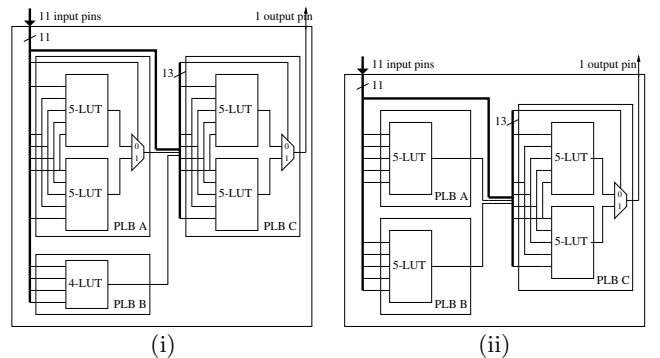 11 input pins
1 output pin
11
13
5-LUT
5-LUT
0
1
5-LUT
5-LUT
0
1
PLB A
PLB C
4-LUT
PLB B
(i)
11 input pins
1 output pin
11
13
5-LUT
PLB A
5-LUT
5-LUT
0
1
5-LUT
PLB B
PLB C
(ii)